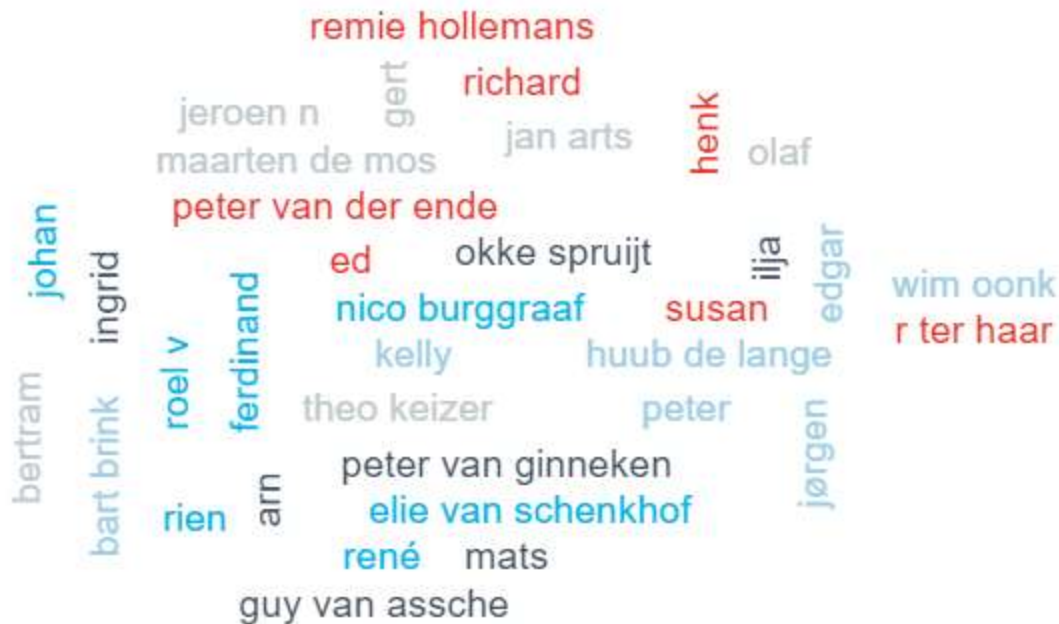 remie hollemans
richard
gert
jeroen n
henk
jan arts
olaf
maarten de mos
peter van der ende
johan
ingrid
ed
okke spruijt
ilja
edgar
wim oonk
nico burggraaf
susan
r ter haar
roel v
ferdinand
kelly
huub de lange
bertram
bart brink
theo keizer
peter
jørgen
peter van ginneken
arn
rien
elie van schenkhof
rené
mats
guy van assche